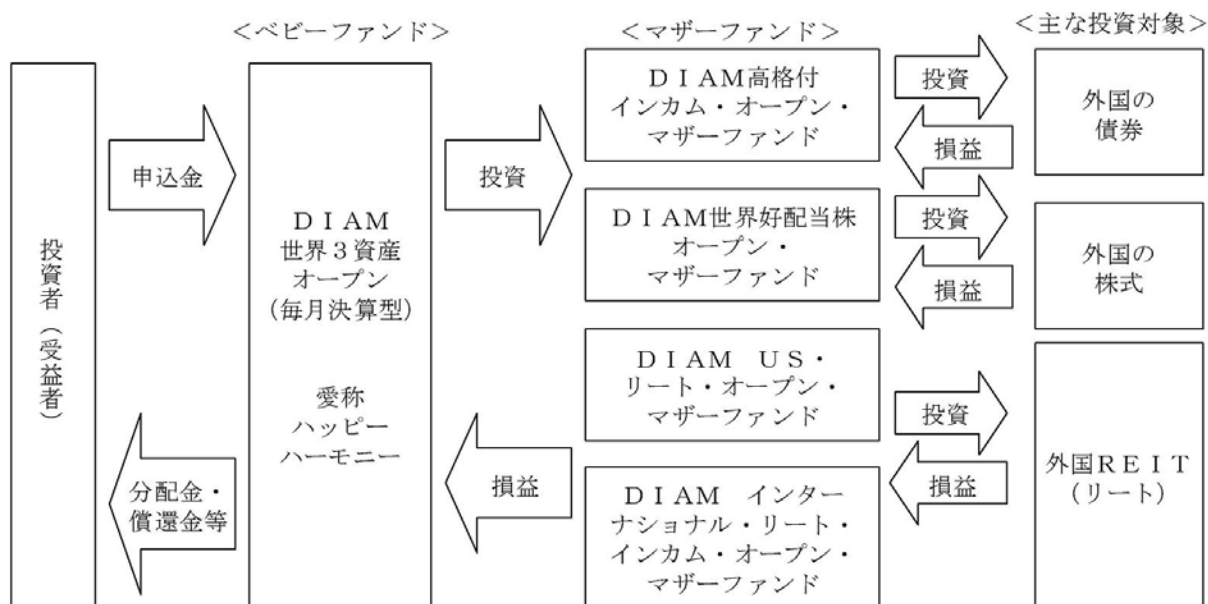 ＜ベビーファンド＞
＜マザーファンド＞
＜主な投資対象＞
投資者（受益者）
申込金
分配金・
償還金等
ＤＩＡＭ
世界３資産
オープン
（毎月決算型）
愛称
ハッピー
ハーモニー
投資
損益
ＤＩＡＭ高格付
インカム・オープン・
マザーファンド
投資
損益
外国の
債券
ＤＩＡＭ世界好配当株
オープン・
マザーファンド
投資
損益
外国の
株式
ＤＩＡＭ　ＵＳ・
リート・オープン・
マザーファンド
ＤＩＡＭ　インター
ナショナル・リート・
インカム・オープン・
マザーファンド
投資
損益
外国ＲＥＩＴ
（リート）